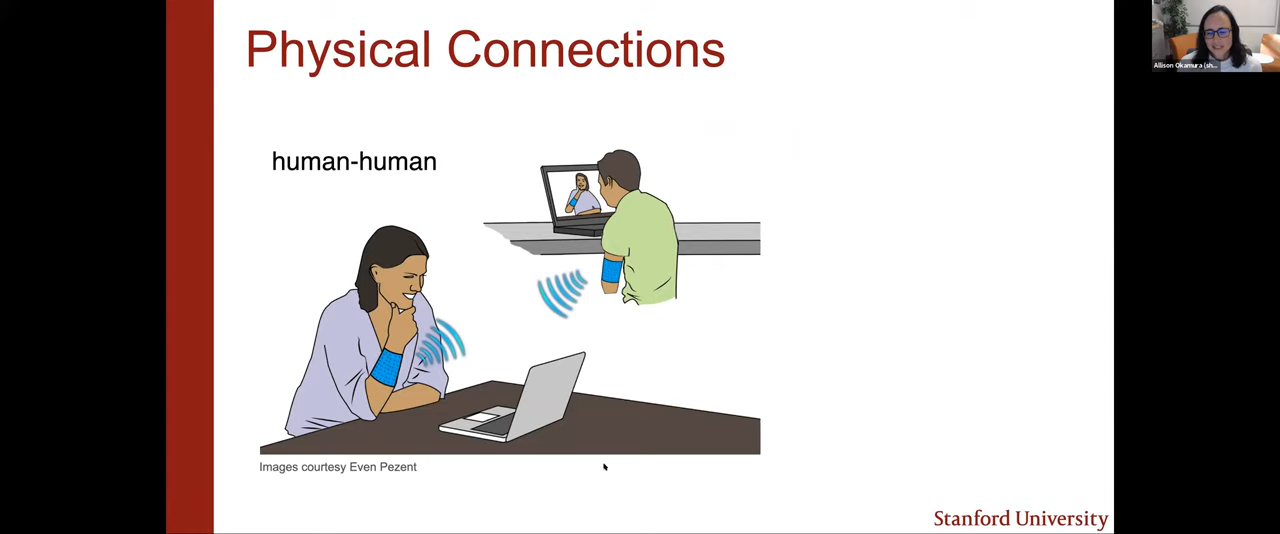 Physical Connections
Allison Okamura (sh...
human-human
Images courtesy Even Pezent
Stanford University